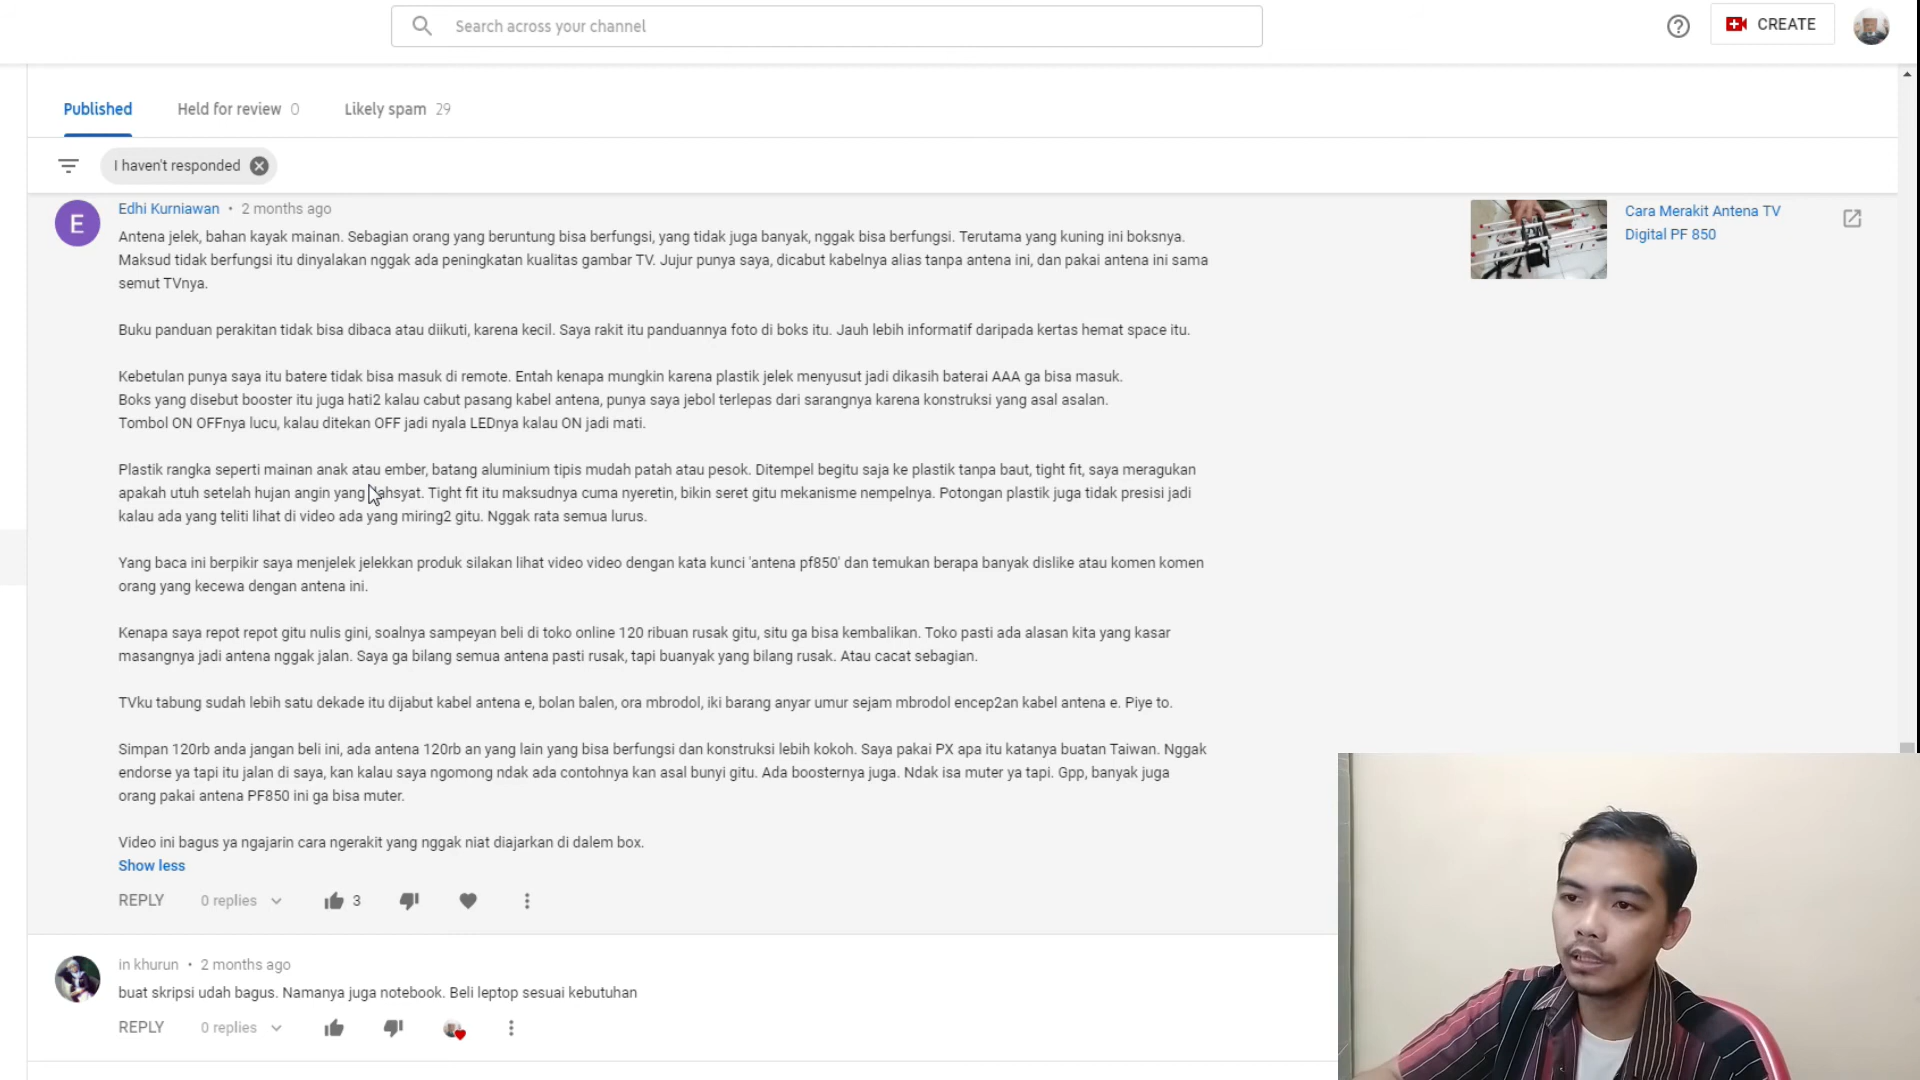 Search across your channel
CREATE
Published
Held for review 0
Likely spam 29
I haven't responded
E
Edhi Kurniawan • 2 months ago
Antena jelek, bahan kayak mainan. Sebagian orang yang beruntung bisa berfungsi, yang tidak juga banyak, nggak bisa berfungsi. Terutama yang kuning ini boksnya.
Maksud tidak berfungsi itu dinyalakan nggak ada peningkatan kualitas gambar TV. Jujur punya saya, dicabut kabelnya alias tanpa antena ini, dan pakai antena ini sama
semut TVnya.
Buku panduan perakitan tidak bisa dibaca atau diikuti, karena kecil. Saya rakit itu panduannya foto di boks itu. Jauh lebih informatif daripada kertas hemat space itu.
Kebetulan punya saya itu batere tidak bisa masuk di remote. Entah kenapa mungkin karena plastik jelek menyusut jadi dikasih baterai AAA ga bisa masuk.
Boks yang disebut booster itu juga hati2 kalau cabut pasang kabel antena, punya saya jebol terlepas dari sarangnya karena konstruksi yang asal asalan.
Tombol ON OFFnya lucu, kalau ditekan OFF jadi nyala LEDnya kalau ON jadi mati.
Plastik rangka seperti mainan anak atau ember, batang aluminium tipis mudah patah atau pesok. Ditempel begitu saja ke plastik tanpa baut, tight fit, saya meragukan
apakah utuh setelah hujan angin yang dahsyat. Tight fit itu maksudnya cuma nyeretin, bikin seret gitu mekanisme nempelnya. Potongan plastik juga tidak presisi jadi
kalau ada yang teliti lihat di video ada yang miring2 gitu. Nggak rata semua lurus.
Yang baca ini berpikir saya menjelek jelekkan produk silakan lihat video video dengan kata kunci 'antena pf850' dan temukan berapa banyak dislike atau komen komen
orang yang kecewa dengan antena ini.
Kenapa saya repot repot gitu nulis gini, soalnya sampeyan beli di toko online 120 ribuan rusak gitu, situ ga bisa kembalikan. Toko pasti ada alasan kita yang kasar
masangnya jadi antena nggak jalan. Saya ga bilang semua antena pasti rusak, tapi buanyak yang bilang rusak. Atau cacat sebagian.
TVku tabung sudah lebih satu dekade itu dijabut kabel antena e, bolan balen, ora mbrodol, iki barang anyar umur sejam mbrodol encep2an kabel antena e. Piye to.
Simpan 120rb anda jangan beli ini, ada antena 120rb an yang lain yang bisa berfungsi dan konstruksi lebih kokoh. Saya pakai PX apa itu katanya buatan Taiwan. Nggak
endorse ya tapi itu jalan di saya, kan kalau saya ngomong ndak ada contohnya kan asal bunyi gitu. Ada boosternya juga. Ndak isa muter ya tapi. Gpp, banyak juga
orang pakai antena PF850 ini ga bisa muter.
Video ini bagus ya ngajarin cara ngerakit yang nggak niat diajarkan di dalem box.
Show less
REPLY 0 replies 3
Cara Merakit Antena TV
Digital PF 850
in khurun • 2 months ago
buat skripsi udah bagus. Namanya juga notebook. Beli leptop sesuai kebutuhan
REPLY 0 replies